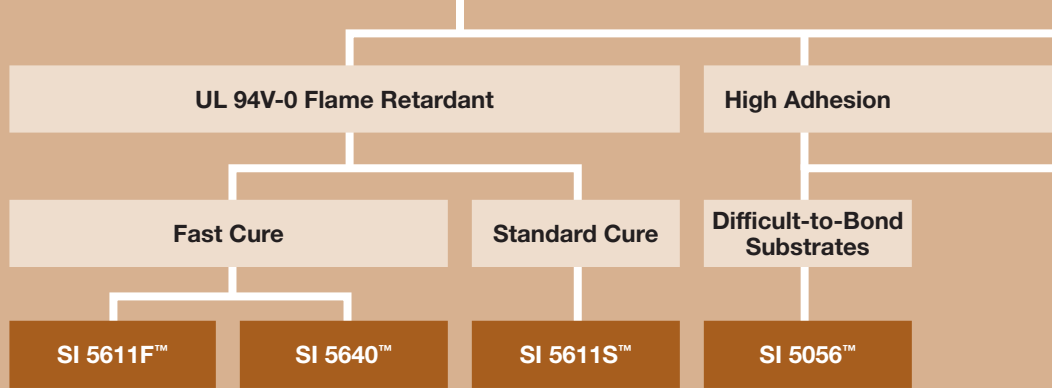 UL 94V-0 Flame Retardant
High Adhesion
Fast Cure
Standard Cure
Difficult-to-Bond
Substrates
SI 5611F™
SI 5640™
SI 5611S™
SI 5056™